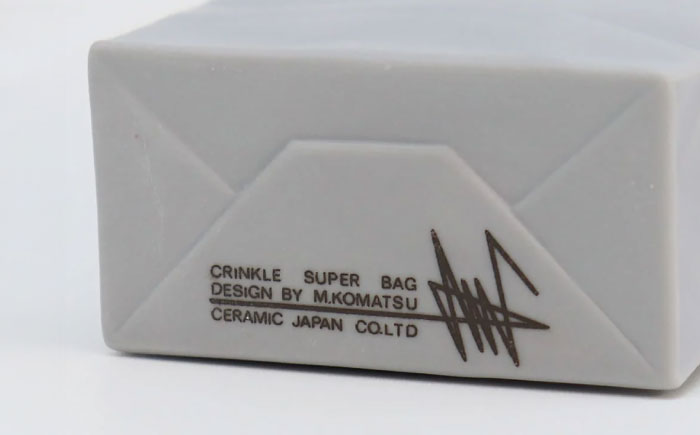 CRINKLE SUPER BAG
DESIGN BY M.KOMATSU
CERAMIC JAPAN CO.LTD